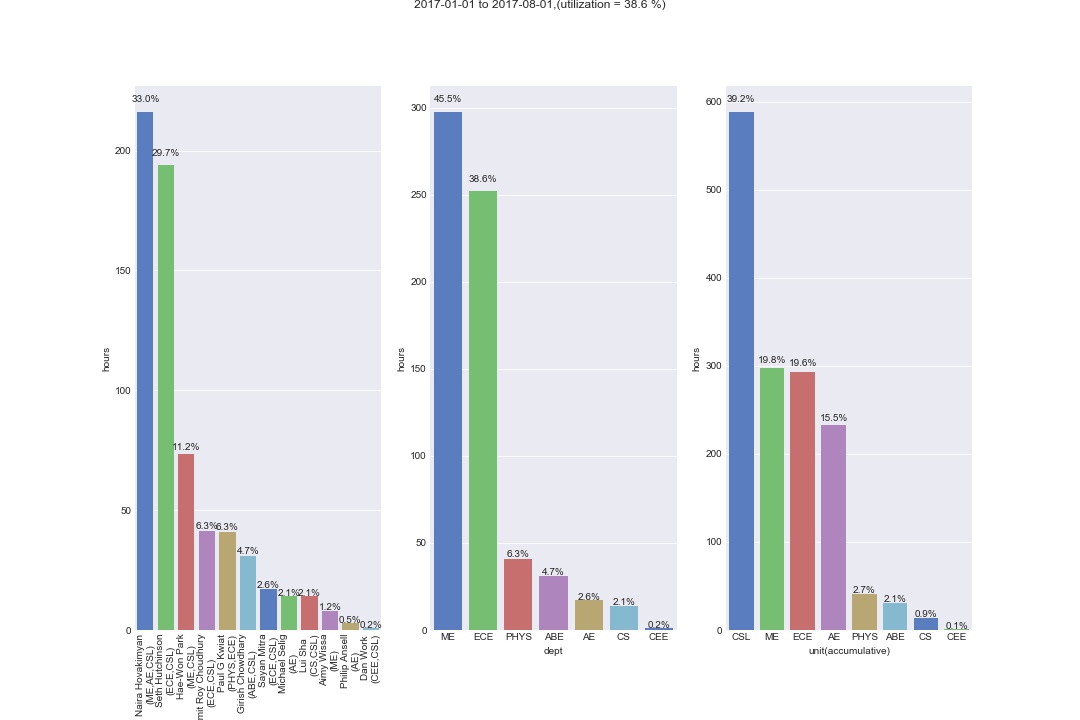 2017-01-01 to 2017-08-01,(utilization = 38.6 %)
33.0%
29.7%
11.2%
6.3%
6.3%
4.7%
2.6%
2.1%
2.1%
1.2%
0.5%
0.2%
200
150
100
50
0
hours
Naira Hovakimyan
(ME,AE,CSL)
Seth Hutchinson
(ECE,CSL)
Hae-Won Park
(ME,CSL)
Roy Choudhury
(ECE,CSL)
Paul G Kwiat
(PHYS,ECE)
Girish Chowdhary
(ABE,CSL)
Sayan Mitra
(ECE,CSL)
Michael Selig
(AE)
Lui Sha
(CS,CSL)
Aimy Wissa
(ME)
Philip Ansell
(AE)
Dan Work
(CEE,CSL)
45.5%
38.6%
6.3%
4.7%
2.6%
2.1%
0.2%
300
250
200
150
100
50
0
hours
ME ECE PHYS ABE AE CS CEE
dept
39.2%
19.8%
19.6%
15.5%
2.7%
2.1%
0.9%
0.1%
600
500
400
300
200
100
0
hours
CSL ME ECE AE PHYS ABE CS CEE
unit(accumulative)